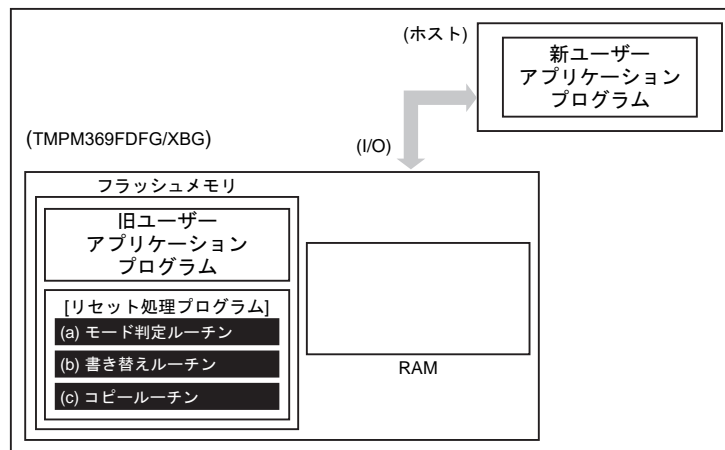 (ホスト)
新ユーザー
アプリケーション
プログラム
(TMPM369FDFG/XBG)
(I/O)
フラッシュメモリ
旧ユーザー
アプリケーション
プログラム
[リセット処理プログラム]
(a) モード判定ルーチン
(b) 書き替えルーチン
(c) コピールーチン
RAM